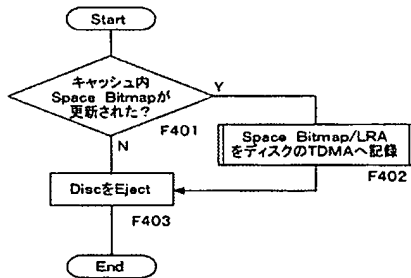 Start
キャッシュ内
Space Bitmapが
更新された？
Y
F401
N
Space Bitmap/LRA
をディスクのTDMAへ記録
F402
DiscをEject
F403
End